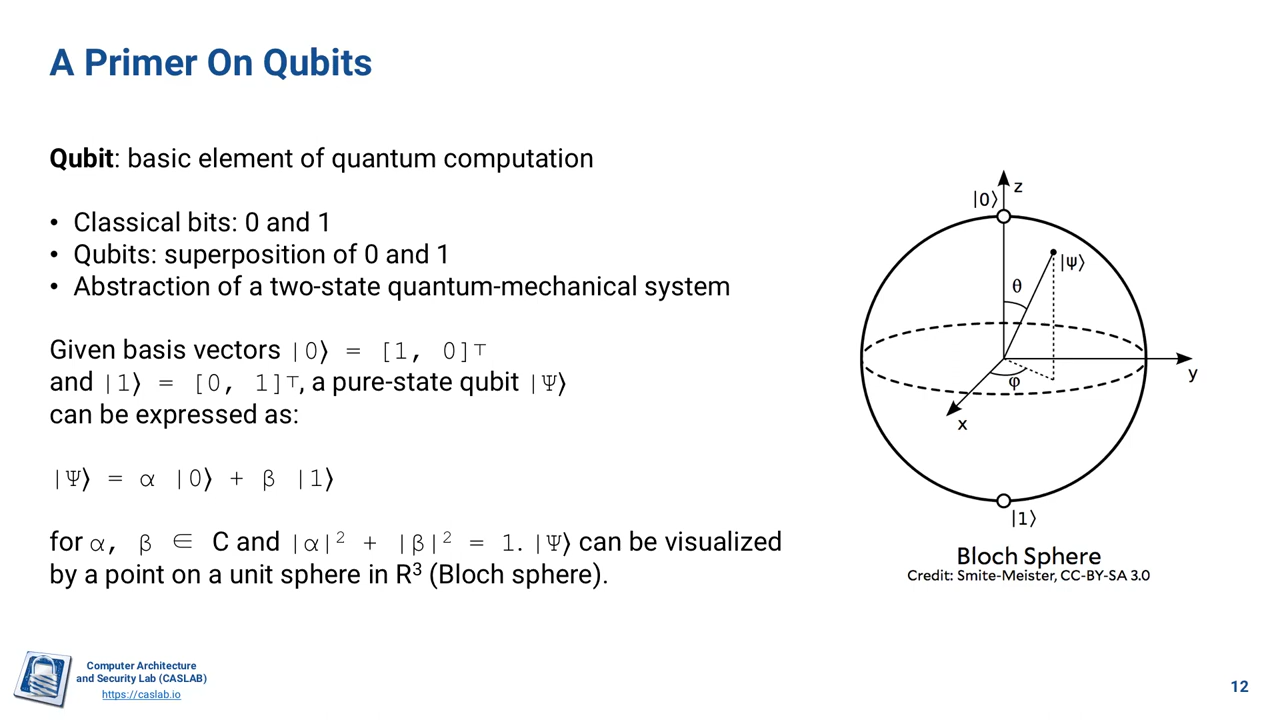 A Primer On Qubits
Qubit: basic element of quantum computation
• Classical bits: 0 and 1
• Qubits: superposition of 0 and 1
• Abstraction of a two-state quantum-mechanical system
Given basis vectors |0⟩ = [1, 0]⊤
and |1⟩ = [0, 1]⊤, a pure-state qubit |Ψ⟩
can be expressed as:
|Ψ⟩ = α |0⟩ + β |1⟩
for α, β ∈ C and |α|² + |β|² = 1. |Ψ⟩ can be visualized
by a point on a unit sphere in R³ (Bloch sphere).
z
|0⟩
|ψ⟩
θ
φ
y
x
|1⟩
Bloch Sphere
Credit: Smite-Meister, CC-BY-SA 3.0
Computer Architecture
and Security Lab (CASLAB)
https://caslab.io
12